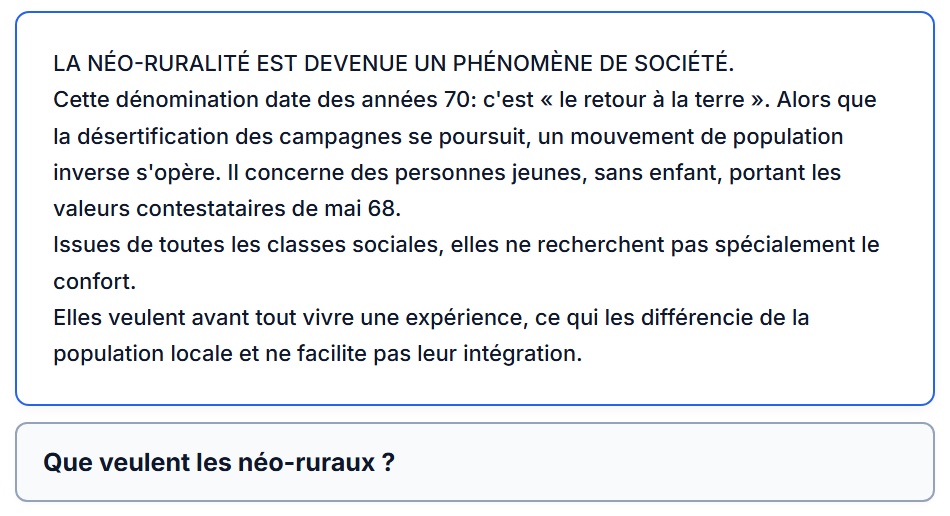 LA NÉO-RURALITÉ EST DEVENUE UN PHÉNOMÈNE DE SOCIÉTÉ.
Cette dénomination date des années 70: c'est « le retour à la terre ». Alors que
la désertification des campagnes se poursuit, un mouvement de population
inverse s'opère. Il concerne des personnes jeunes, sans enfant, portant les
valeurs contestataires de mai 68.
Issues de toutes les classes sociales, elles ne recherchent pas spécialement le
confort.
Elles veulent avant tout vivre une expérience, ce qui les différencie de la
population locale et ne facilite pas leur intégration.
Que veulent les néo-ruraux ?